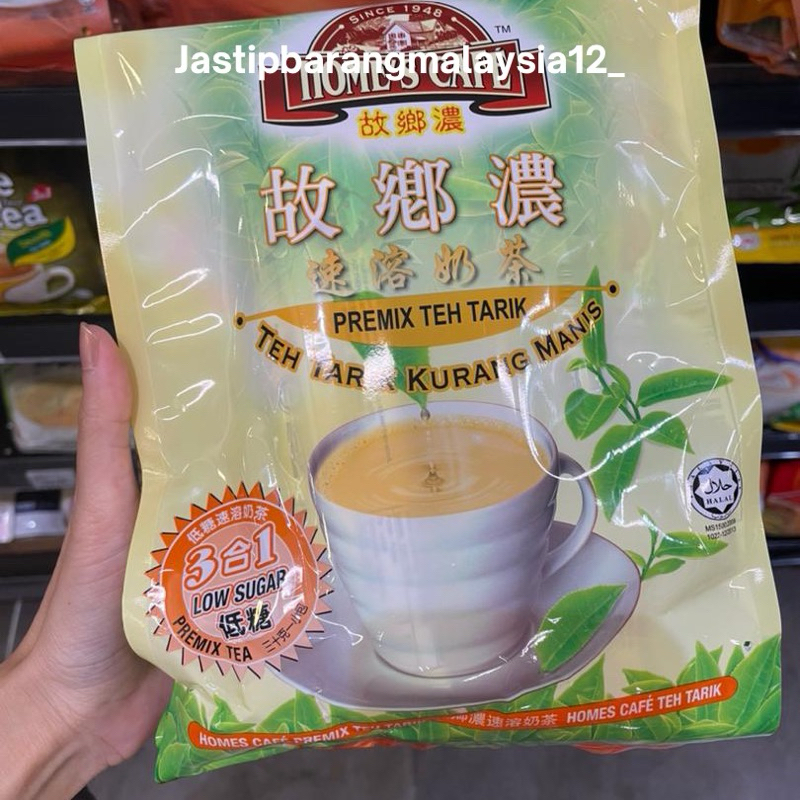 SINCE 1948
TM
Jastipbarangmalaysia12_
HOME'S CAFÉ
故鄉濃
故鄉濃
速溶奶茶
PREMIX TEH TARIK
TEH TARIK KURANG MANIS
حلال
HALAL
低糖速溶奶茶
3合1
LOW SUGAR
低糖
PREMIX TEA
HOMES CAFÉ PREMIX TEH TARIK 鄉濃速溶奶茶 HOMES CAFÉ TEH TARIK